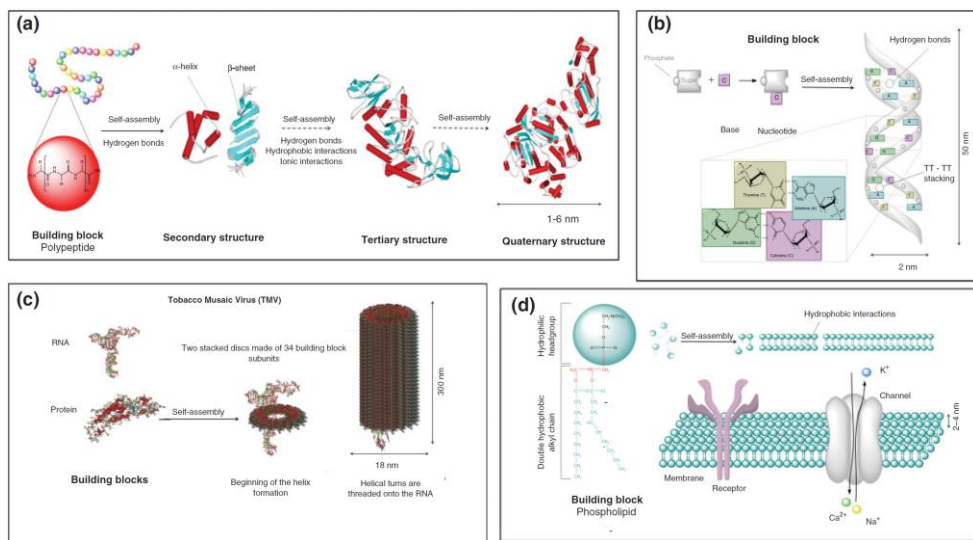 (a)
α-helix
β-sheet
Self-assembly
Hydrogen bonds
Self-assembly
Hydrogen bonds
Hydrophobic interactions
Ionic interactions
Self-assembly
1-6 nm
Building block
Polypeptide
Secondary structure
Tertiary structure
Quaternary structure
(b)
Building block
Hydrogen bonds
Phosphate
Sugar
+
C
Self-assembly
C
Base
Nucleotide
50 nm
TT - TT
stacking
Thymine (T)
Adenine (A)
Guanine (G)
Cytosine (C)
2 nm
(c)
Tobacco Musaic Virus (TMV)
RNA
Two stacked discs made of 34 building block
subunits
Protein
Self-assembly
300 nm
18 nm
Building blocks
Beginning of the helix
formation
Helical turns are
threaded onto the RNA
(d)
Hydrophilic
headgroup
Self-assembly
Hydrophobic interactions
K+
Channel
Double hydrophobic
alkyl chain
2–4 nm
Membrane
Receptor
Building block
Phospholipid
Ca2+
Na+